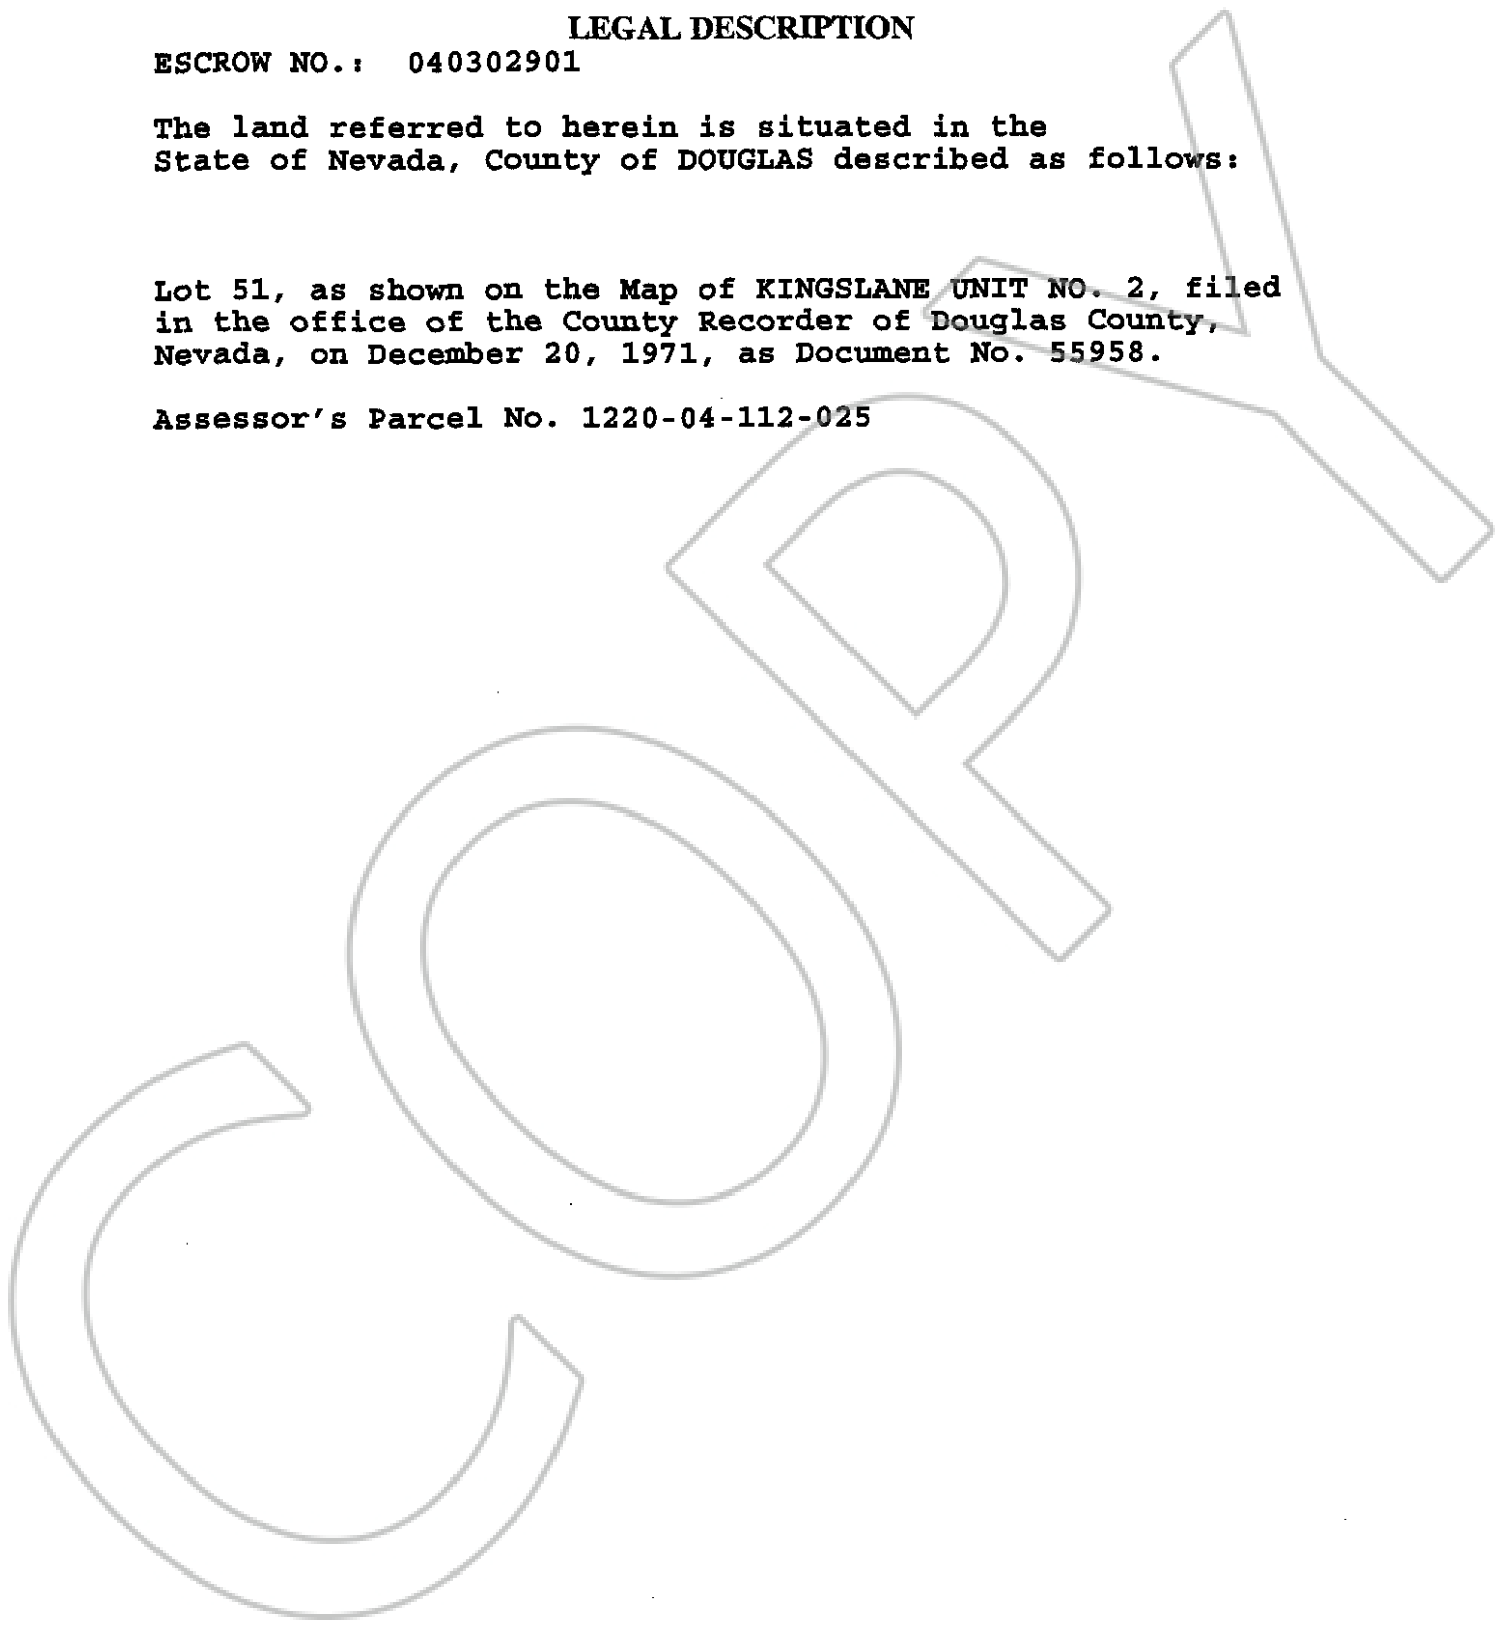 LEGAL DESCRIPTION
ESCROW NO.: 040302901
The land referred to herein is situated in the
State of Nevada, County of DOUGLAS described as follows:
Lot 51, as shown on the Map of KINGSLANE UNIT NO. 2, filed
in the office of the County Recorder of Douglas County,
Nevada, on December 20, 1971, as Document No. 55958.
Assessor's Parcel No. 1220-04-112-025
COPY